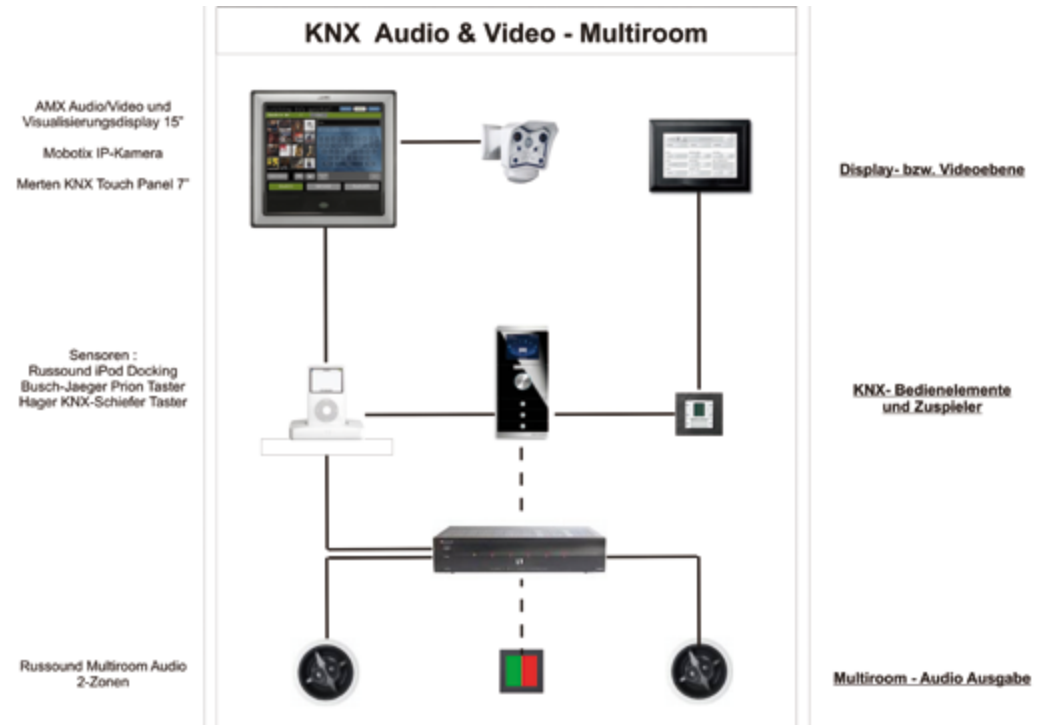 KNX Audio & Video - Multiroom
AMX Audio/Video und
Visualisierungsdisplay 15"
Mobotix IP-Kamera
Merten KNX Touch Panel 7"
Display- bzw. Videoebene
Sensoren :
Russound iPod Docking
Busch-Jaeger Prion Taster
Hager KNX-Schiefer Taster
KNX- Bedienelemente
und Zuspieler
Russound Multiroom Audio
2-Zonen
Multiroom - Audio Ausgabe